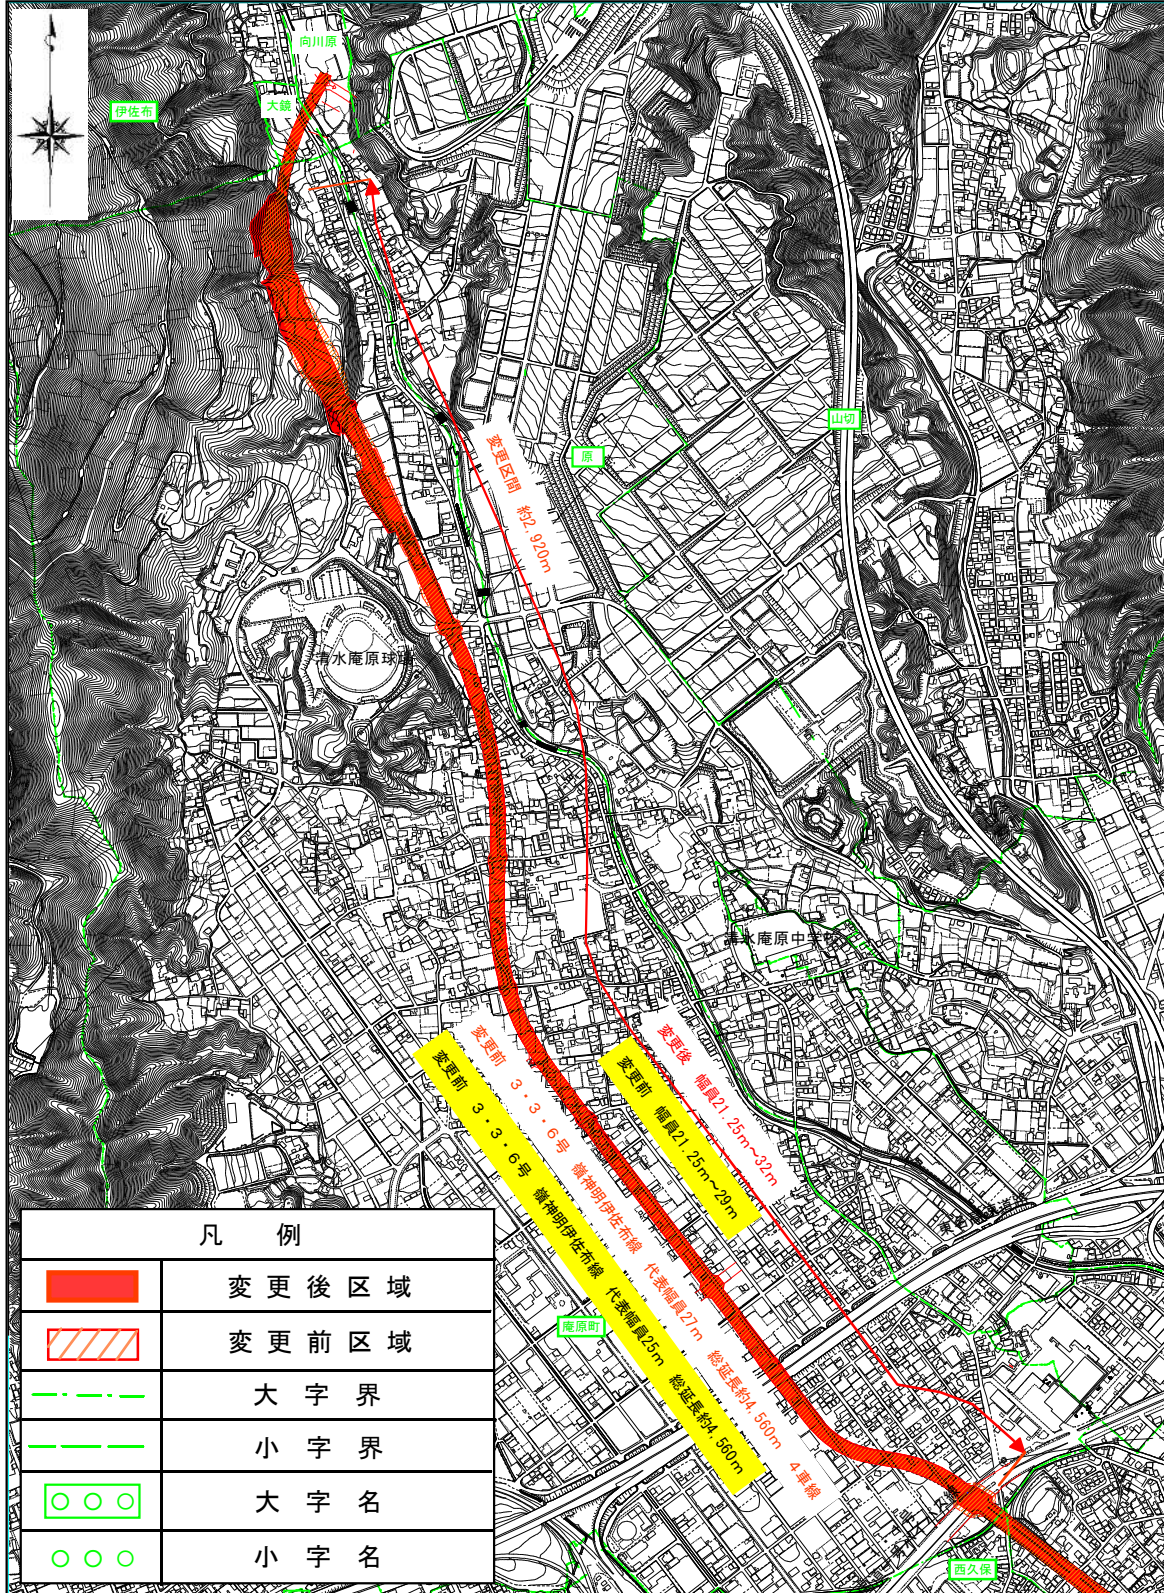 向川原
大鏡
伊佐布
山切
原
変更区間 約2,920m
清水庵原球場
清水庵原中学校
変更後 幅員21.25m~32m
変更前 幅員21.25m~29m
変更前 3・3・6号 嶺神明伊佐布線 代表幅員27m 総延長約4,560m 4車線
変更前 3・3・6号 嶺神明伊佐布線 代表幅員25m 総延長約4,560m
庵原町
西久保
凡 例
変更後区域
変更前区域
大字界
小字界
大字名
小字名